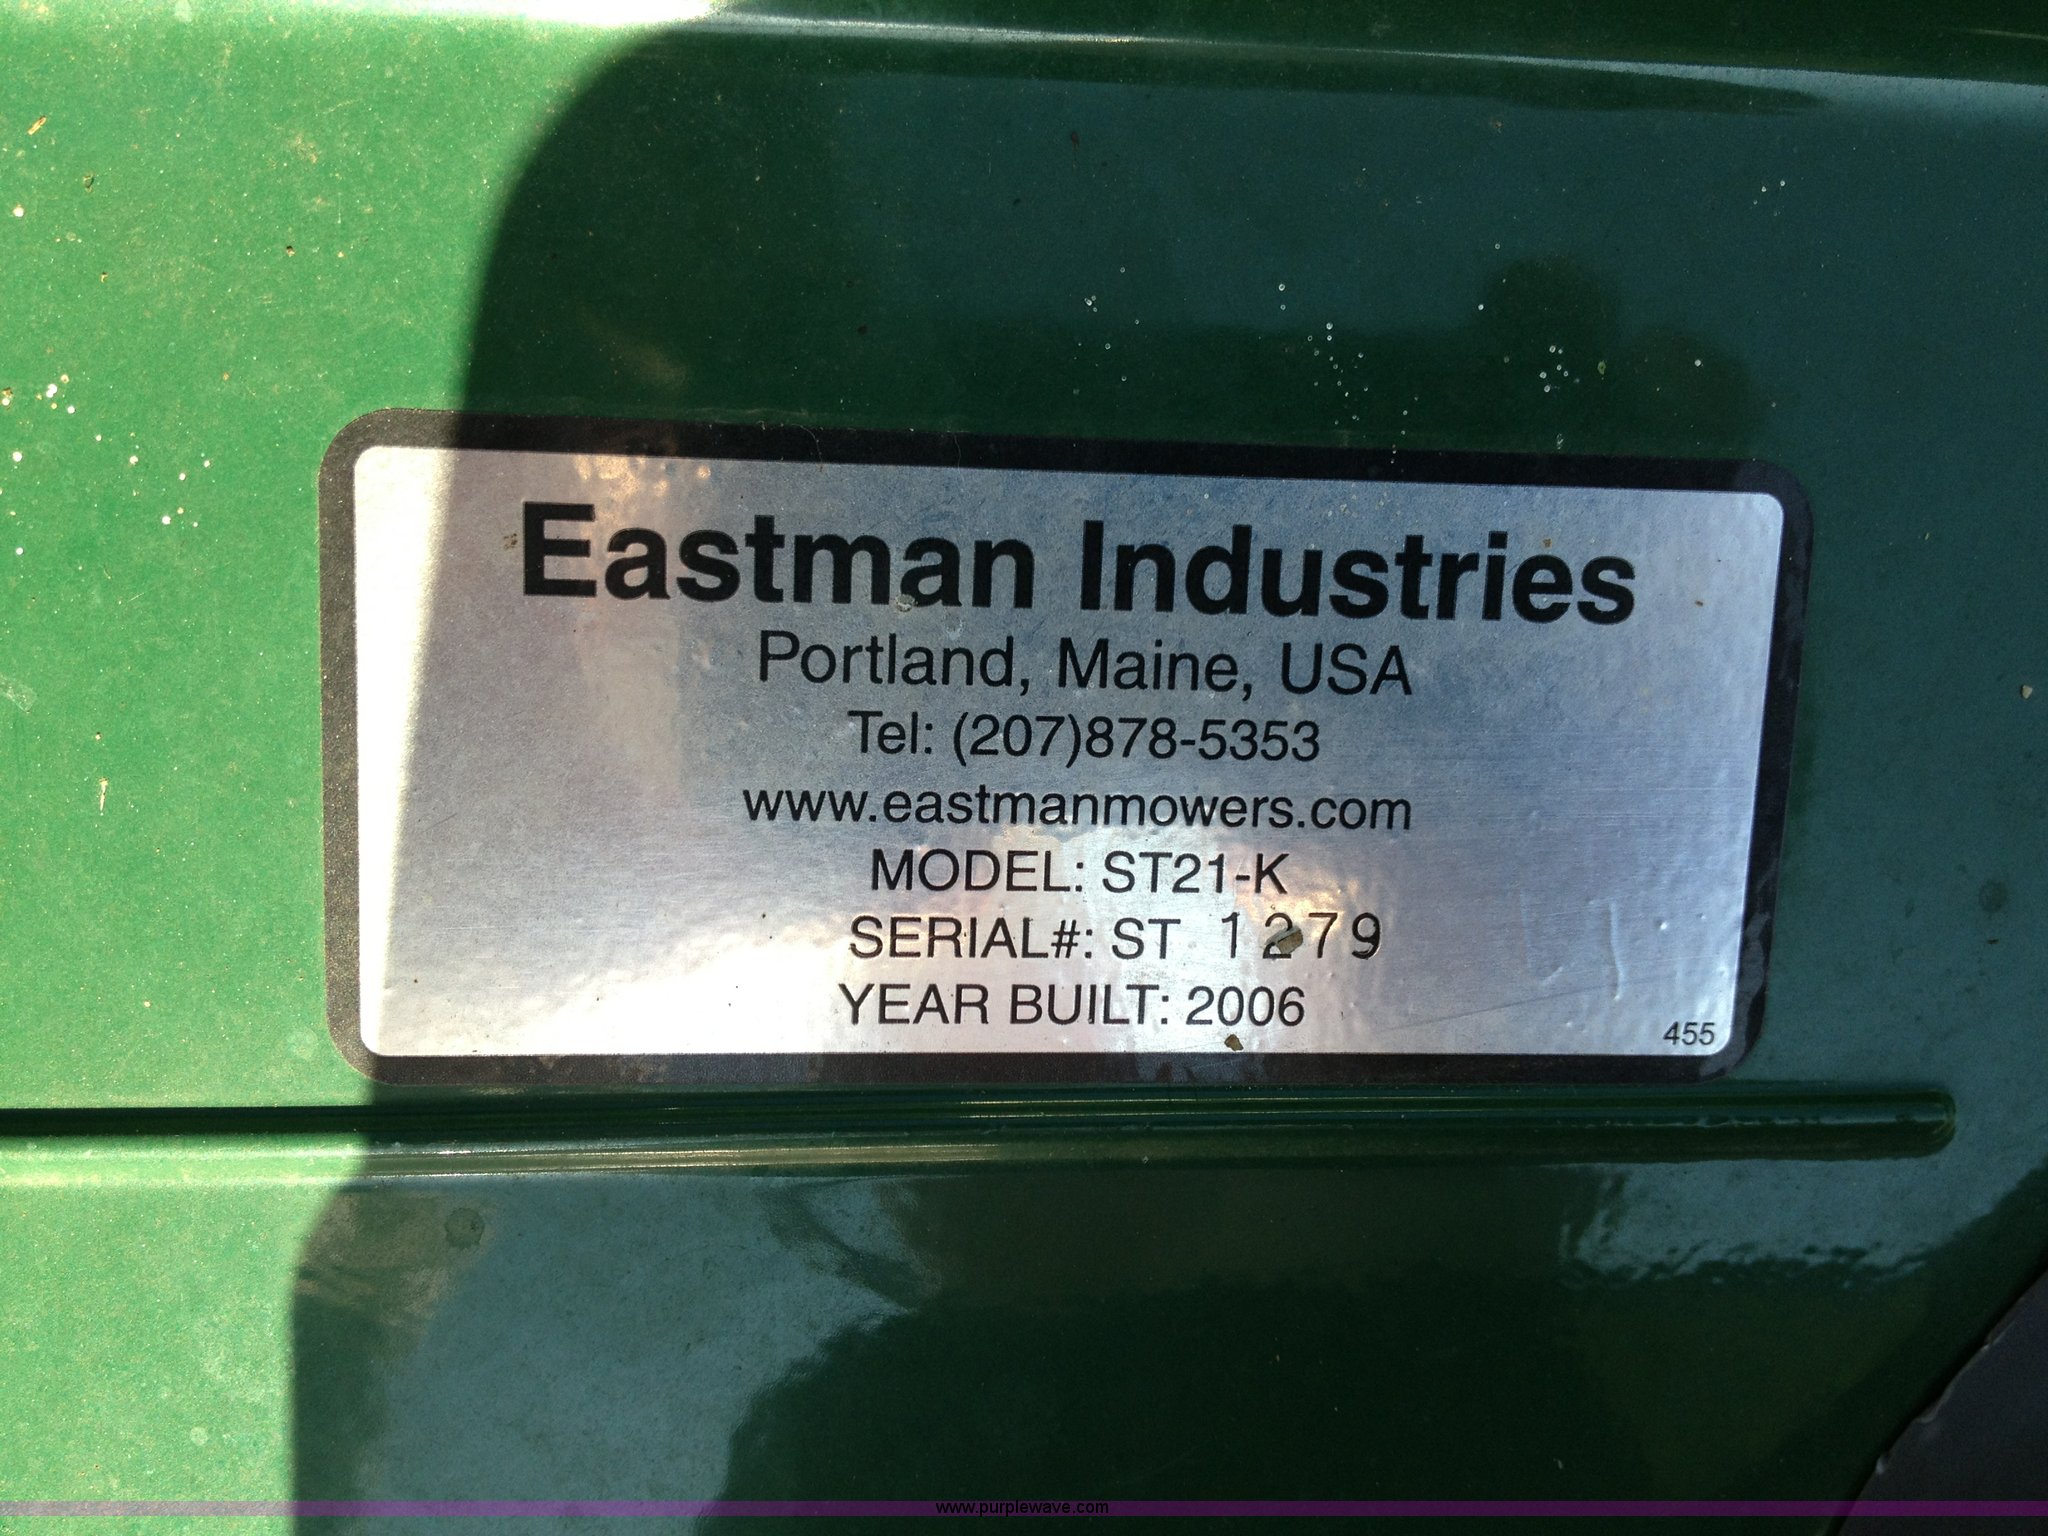 Eastman Industries
Portland, Maine, USA
Tel: (207)878-5353
www.eastmanmowers.com
MODEL: ST21-K
SERIAL#: ST 1279
YEAR BUILT: 2006
455
www.purplewave.com